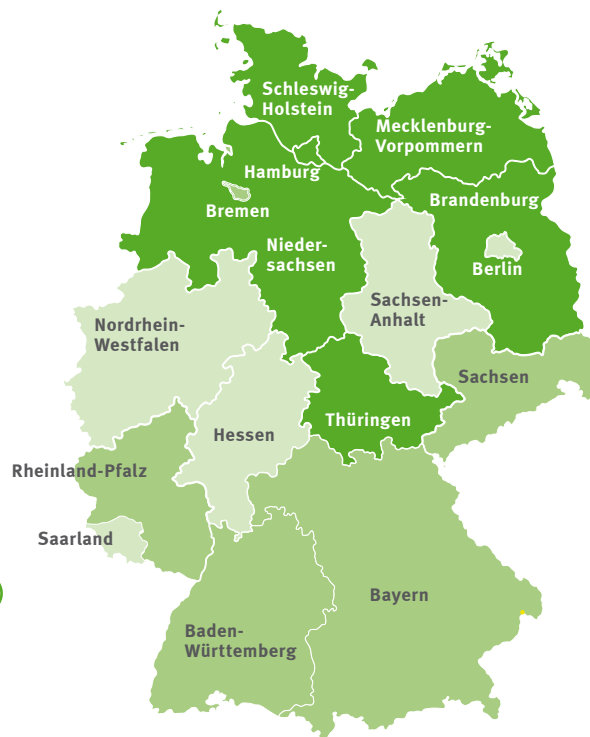 Schleswig-
Holstein
Mecklenburg-
Vorpommern
Hamburg
Bremen
Brandenburg
Nieder-
sachsen
Berlin
Sachsen-
Anhalt
Nordrhein-
Westfalen
Sachsen
Thüringen
Hessen
Rheinland-Pfalz
Saarland
Bayern
Baden-
Württemberg